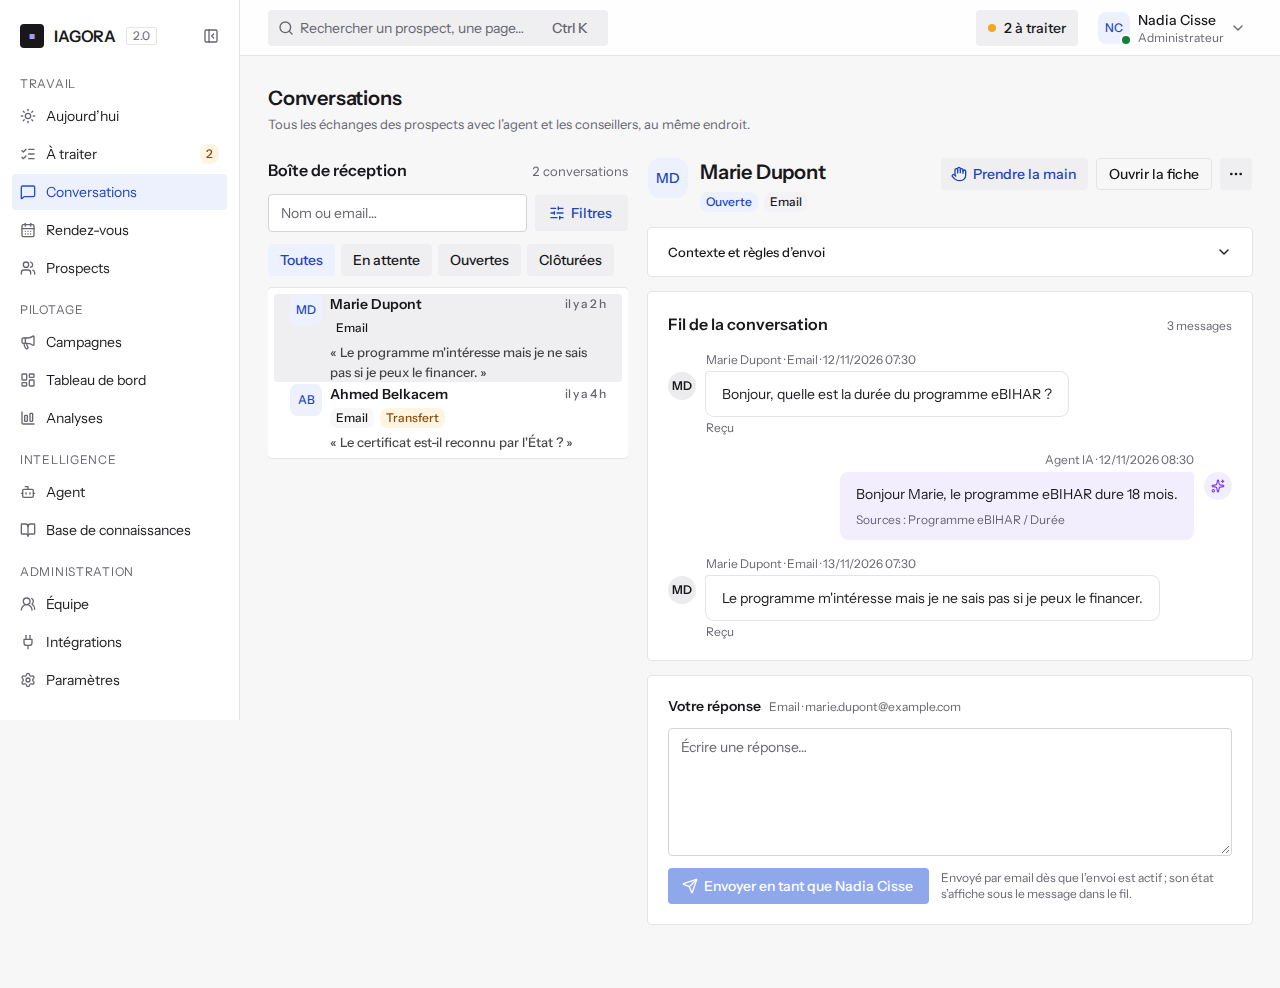 IAGORA 2.0
Rechercher un prospect, une page... Ctrl K
2 à traiter
NC
Nadia Cisse
Administrateur
TRAVAIL
Aujourd'hui
À traiter 2
Conversations
Rendez-vous
Prospects
PILOTAGE
Campagnes
Tableau de bord
Analyses
INTELLIGENCE
Agent
Base de connaissances
ADMINISTRATION
Équipe
Intégrations
Paramètres
Conversations
Tous les échanges des prospects avec l'agent et les conseillers, au même endroit.
Boîte de réception 2 conversations
Nom ou email... Filtres
Toutes En attente Ouvertes Clôturées
MD Marie Dupont il y a 2 h
Email
« Le programme m'intéresse mais je ne sais
pas si je peux le financer. »
AB Ahmed Belkacem il y a 4 h
Email Transfert
« Le certificat est-il reconnu par l'État ? »
MD Marie Dupont
Ouverte Email
Prendre la main Ouvrir la fiche
Contexte et règles d'envoi
Fil de la conversation 3 messages
Marie Dupont · Email · 12/11/2026 07:30
MD Bonjour, quelle est la durée du programme eBIHAR ?
Reçu
Agent IA · 12/11/2026 08:30
Bonjour Marie, le programme eBIHAR dure 18 mois.
Sources : Programme eBIHAR / Durée
Marie Dupont · Email · 13/11/2026 07:30
MD Le programme m'intéresse mais je ne sais pas si je peux le financer.
Reçu
Votre réponse Email · marie.dupont@example.com
Écrire une réponse...
Envoyer en tant que Nadia Cisse
Envoyé par email dès que l'envoi est actif ; son état
s'affiche sous le message dans le fil.